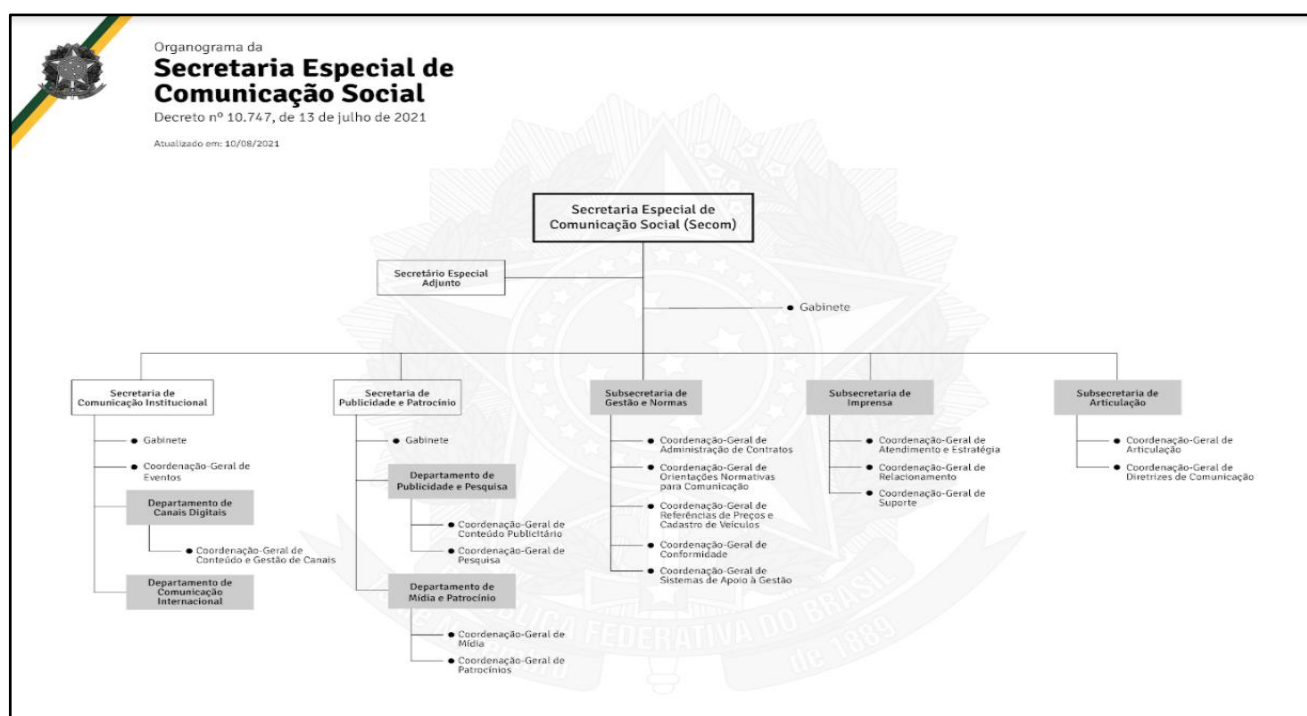 Organograma da
Secretaria Especial de
Comunicação Social
Decreto nº 10.747, de 13 de julho de 2021
Atualizado em: 10/08/2021
Secretaria Especial de
Comunicação Social (Secom)
Secretário Especial
Adjunto
Gabinete
Secretaria de
Comunicação Institucional
Gabinete
Coordenação-Geral de
Eventos
Departamento de
Canais Digitais
Coordenação-Geral de
Conteúdo e Gestão de Canais
Departamento de
Comunicação
Internacional
Secretaria de
Publicidade e Patrocínio
Gabinete
Departamento de
Publicidade e Pesquisa
Coordenação-Geral de
Conteúdo Publicitário
Coordenação-Geral de
Pesquisa
Departamento de
Mídia e Patrocínio
Coordenação-Geral de
Mídia
Coordenação-Geral de
Patrocínios
Subsecretaria de
Gestão e Normas
Coordenação-Geral de
Administração de Contratos
Coordenação-Geral de
Orientações Normativas
para Comunicação
Coordenação-Geral de
Referências de Preços e
Cadastro de Veículos
Coordenação-Geral de
Conformidade
Coordenação-Geral de
Sistemas de Apoio à Gestão
Subsecretaria de
Imprensa
Coordenação-Geral de
Atendimento e Estratégia
Coordenação-Geral de
Relacionamento
Coordenação-Geral de
Suporte
Subsecretaria de
Articulação
Coordenação-Geral de
Articulação
Coordenação-Geral de
Diretrizes de Comunicação
FEDERATIVA DO BRASIL
de 1889